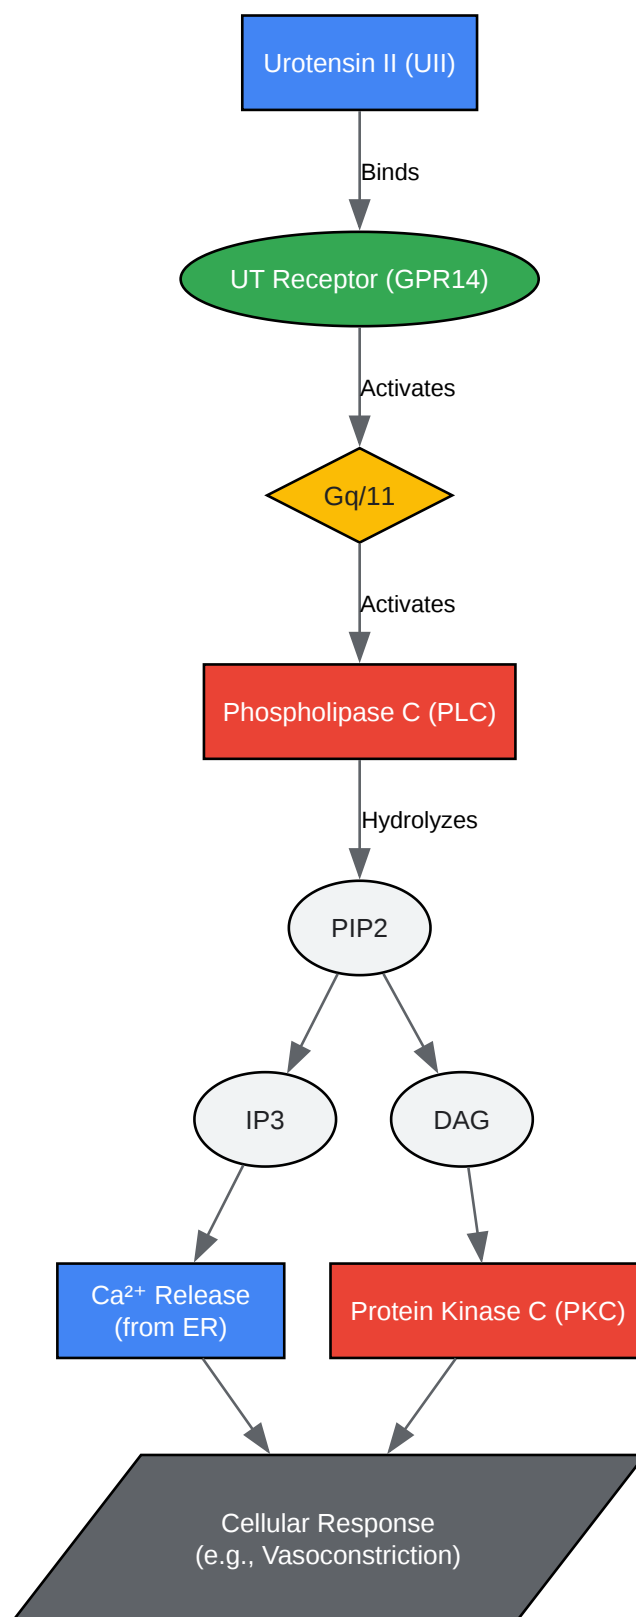 Urotensin II (UII)
Binds
UT Receptor (GPR14)
Activates
Gq/11
Activates
Phospholipase C (PLC)
Hydrolyzes
PIP2
IP3
DAG
Ca²⁺ Release
(from ER)
Protein Kinase C (PKC)
Cellular Response
(e.g., Vasoconstriction)